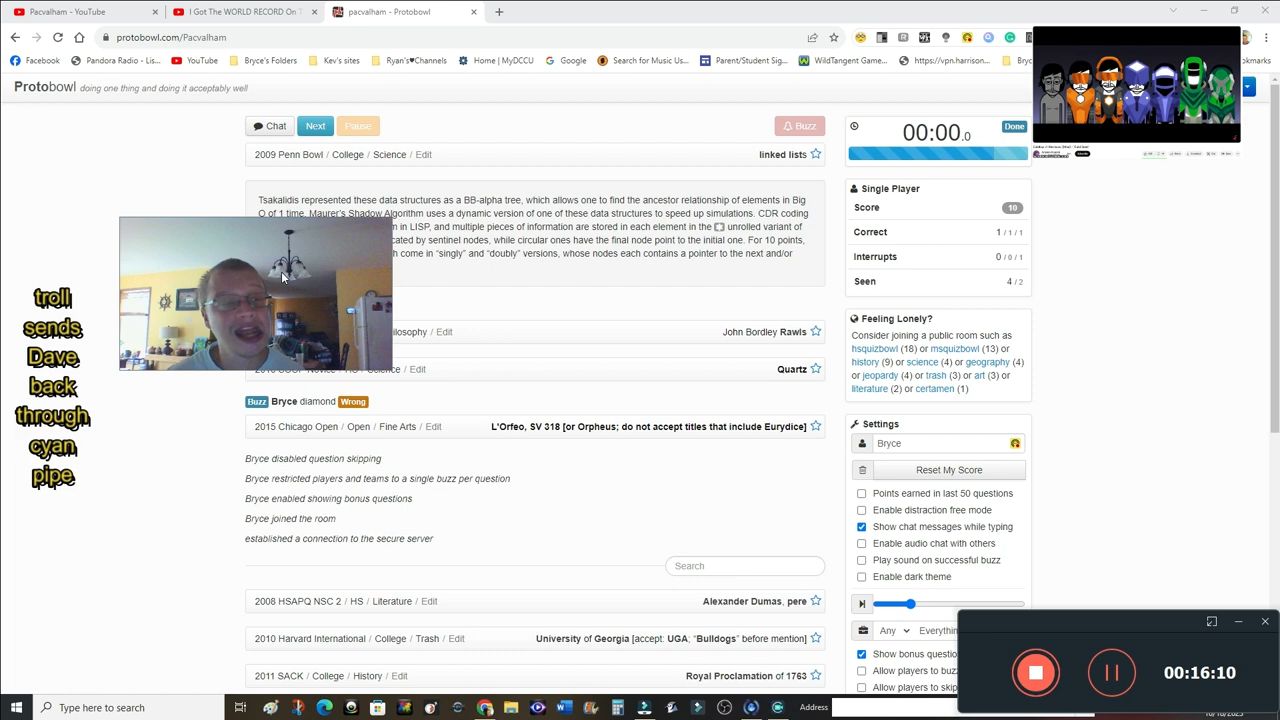 Pacvalham - YouTube
I Got The WORLD RECORD On
pacvalham - Protobowl
protobowl.com/Pacvalham
Facebook
Pandora Radio - Lis...
YouTube
Bryce's Folders
Kev's sites
Ryan's♥Channels
Home | MyDCCU
Google
Search for Music Us...
Parent/Student Sig...
WildTangent Games...
https://vpn.harrison...
Protobowl doing one thing and doing it acceptably well
Chat
Next
Pause
Buzz
2009 Penn Bowl / College / Science / Edit
linked lists
Tsakalidis represented these data structures as a BB-alpha tree, which allows one to find the ancestor relationship of elements in Big
O of 1 time. Maurer's Shadow Algorithm uses a dynamic version of one of these data structures to speed up simulations. CDR coding
in LISP, and multiple pieces of information are stored in each element in the unrolled variant of
cated by sentinel nodes, while circular ones have the final node point to the initial one. For 10 points,
h come in "singly" and "doubly" versions, whose nodes each contains a pointer to the next and/or
ilosophy / Edit
John Bordley Rawls
Science / Edit
Quartz
Buzz Bryce diamond Wrong
2015 Chicago Open / Open / Fine Arts / Edit
L'Orfeo, SV 318 [or Orpheus; do not accept titles that include Eurydice]
Bryce disabled question skipping
Bryce restricted players and teams to a single buzz per question
Bryce enabled showing bonus questions
Bryce joined the room
established a connection to the secure server
Search
2008 HSAPQ NSC 2 / HS / Literature / Edit
Alexander Dumas, pere
2010 Harvard International / College / Trash / Edit
University of Georgia [accept: UGA; "Bulldogs" before mention]
2011 SACK / College / History / Edit
Royal Proclamation of 1763
troll
sends
Dave
back
through
cyan
pipe
00:00.0
Done
Single Player
Score 10
Correct 1 / 1 / 1
Interrupts 0 / 0 / 1
Seen 4 / 2
Feeling Lonely?
Consider joining a public room such as
hsquizbowl (18) or msquizbowl (13) or
history (9) or science (4) or geography (4)
or jeopardy (4) or trash (3) or art (3) or
literature (2) or certamen (1)
Settings
Bryce
Reset My Score
Points earned in last 50 questions
Enable distraction free mode
Show chat messages while typing
Enable audio chat with others
Play sound on successful buzz
Enable dark theme
Any
Everything
Show bonus questio
Allow players to buz
Allow players to skip
00:16:10
Type here to search
Address